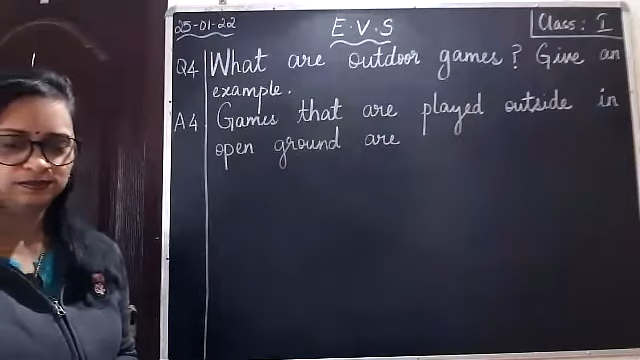 25-01-22
E.V.S
Class: I
Q4 What are outdoor games? Give an
example.
A4. Games that are played outside in
open ground are